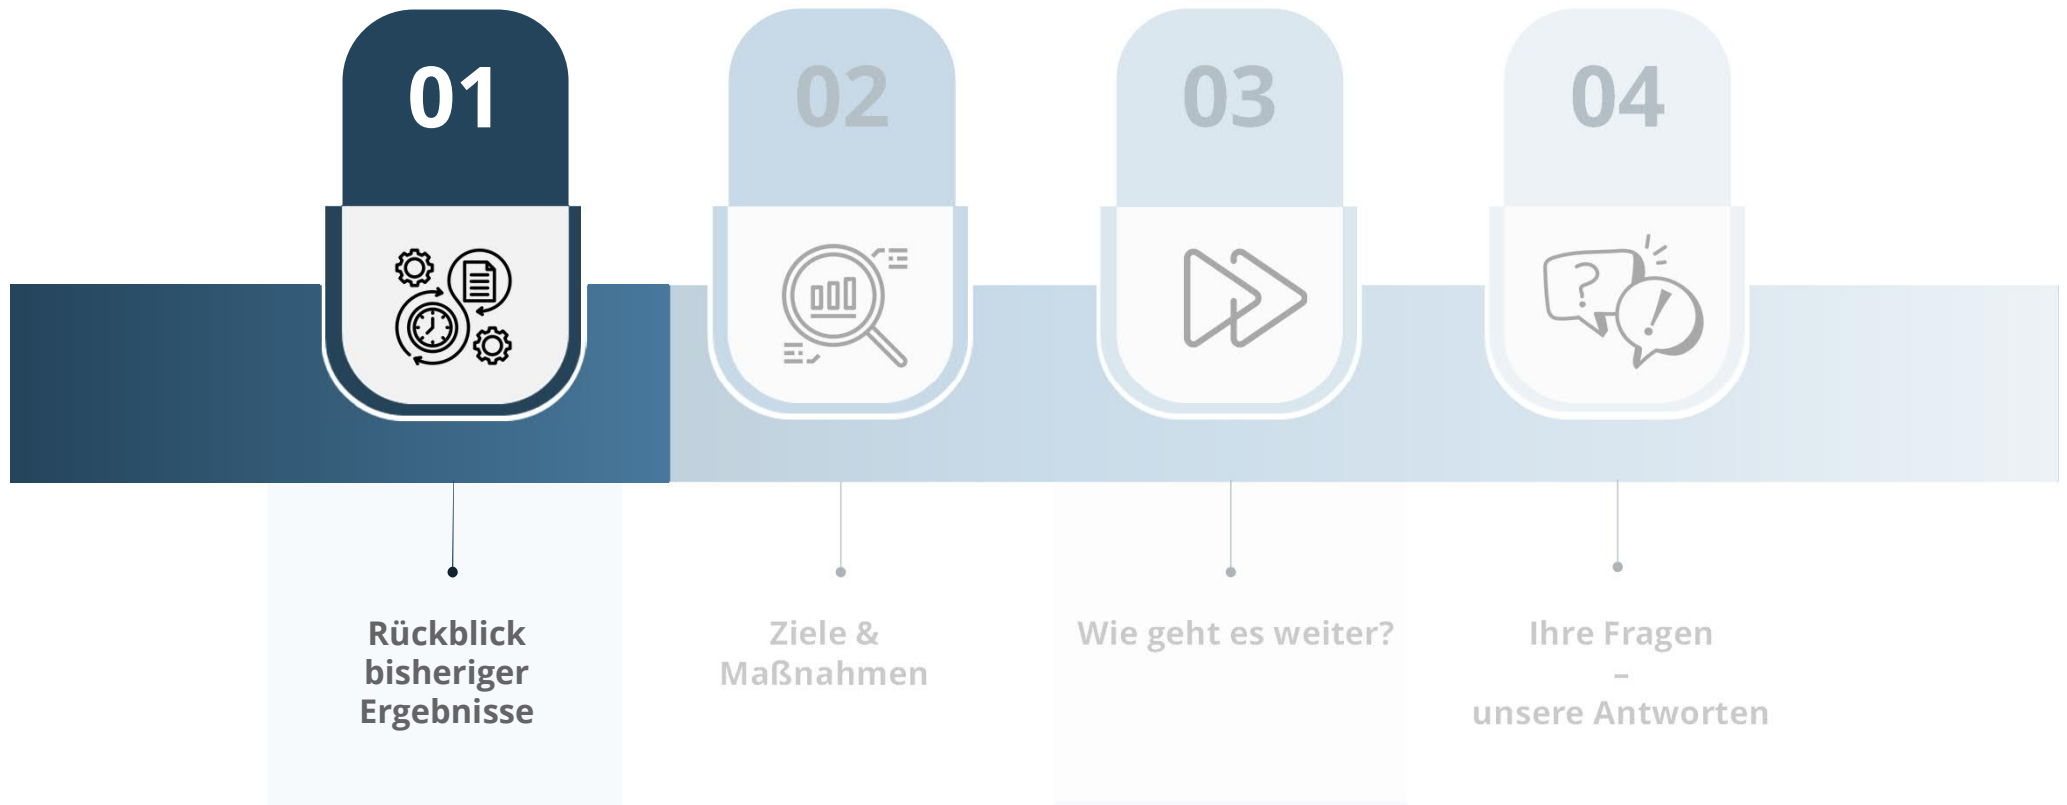 01
02
03
04
Rückblick
bisheriger
Ergebnisse
Ziele &
Maßnahmen
Wie geht es weiter?
Ihre Fragen
–
unsere Antworten